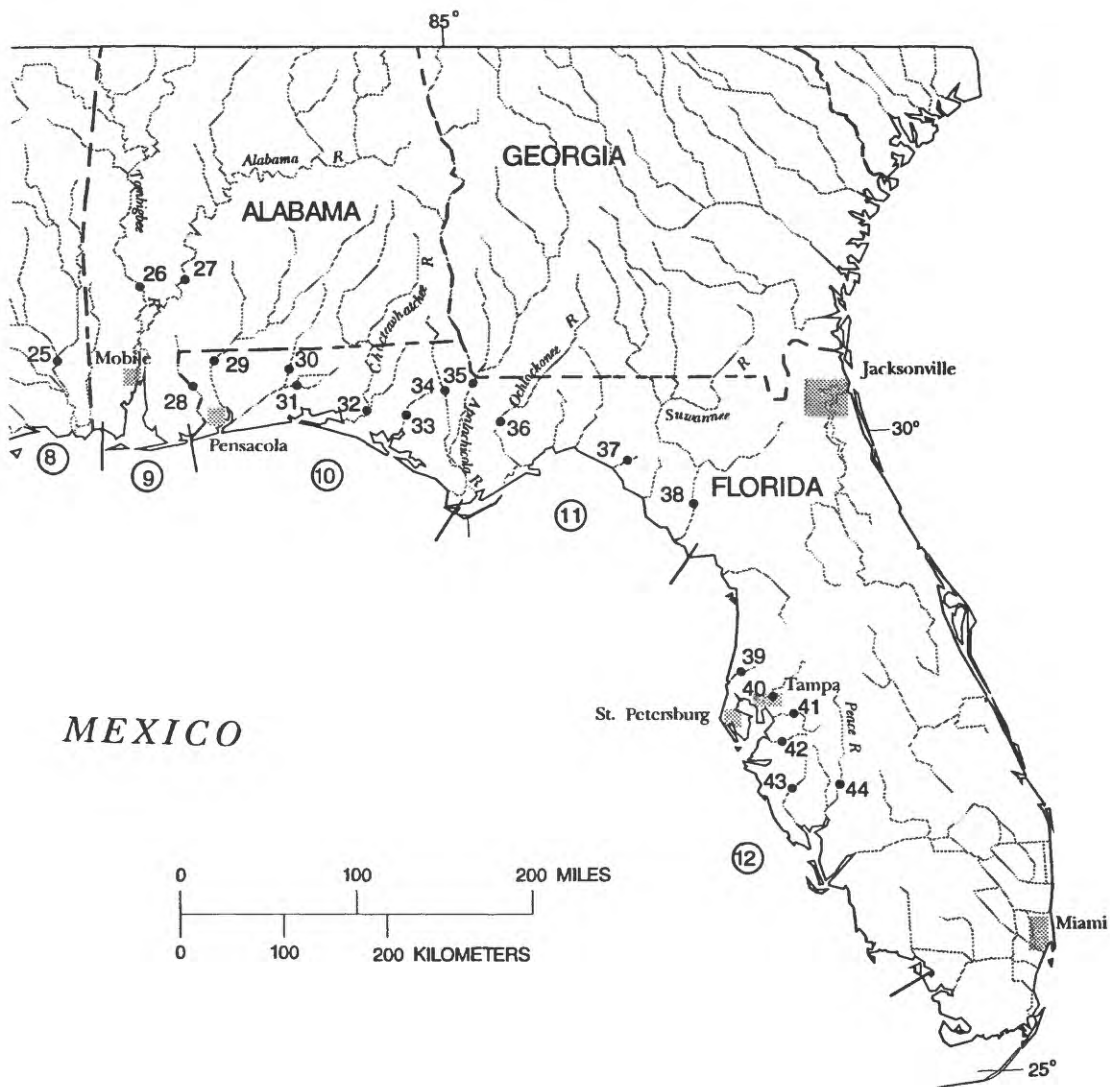 85°
GEORGIA
Alabama R
Tombigbee
R
ALABAMA
26
27
Choctawhatchee R
25
Mobile
29
30
28
31
32
33
34
35
Apalachicola R
Ochlockonee R
36
Pensacola
Suwannee R
Jacksonville
30°
37
38
FLORIDA
8
9
10
11
39
40
Tampa
St. Petersburg
41
42
Peace R
43
44
MEXICO
12
0 100 200 MILES
0 100 200 KILOMETERS
Miami
25°